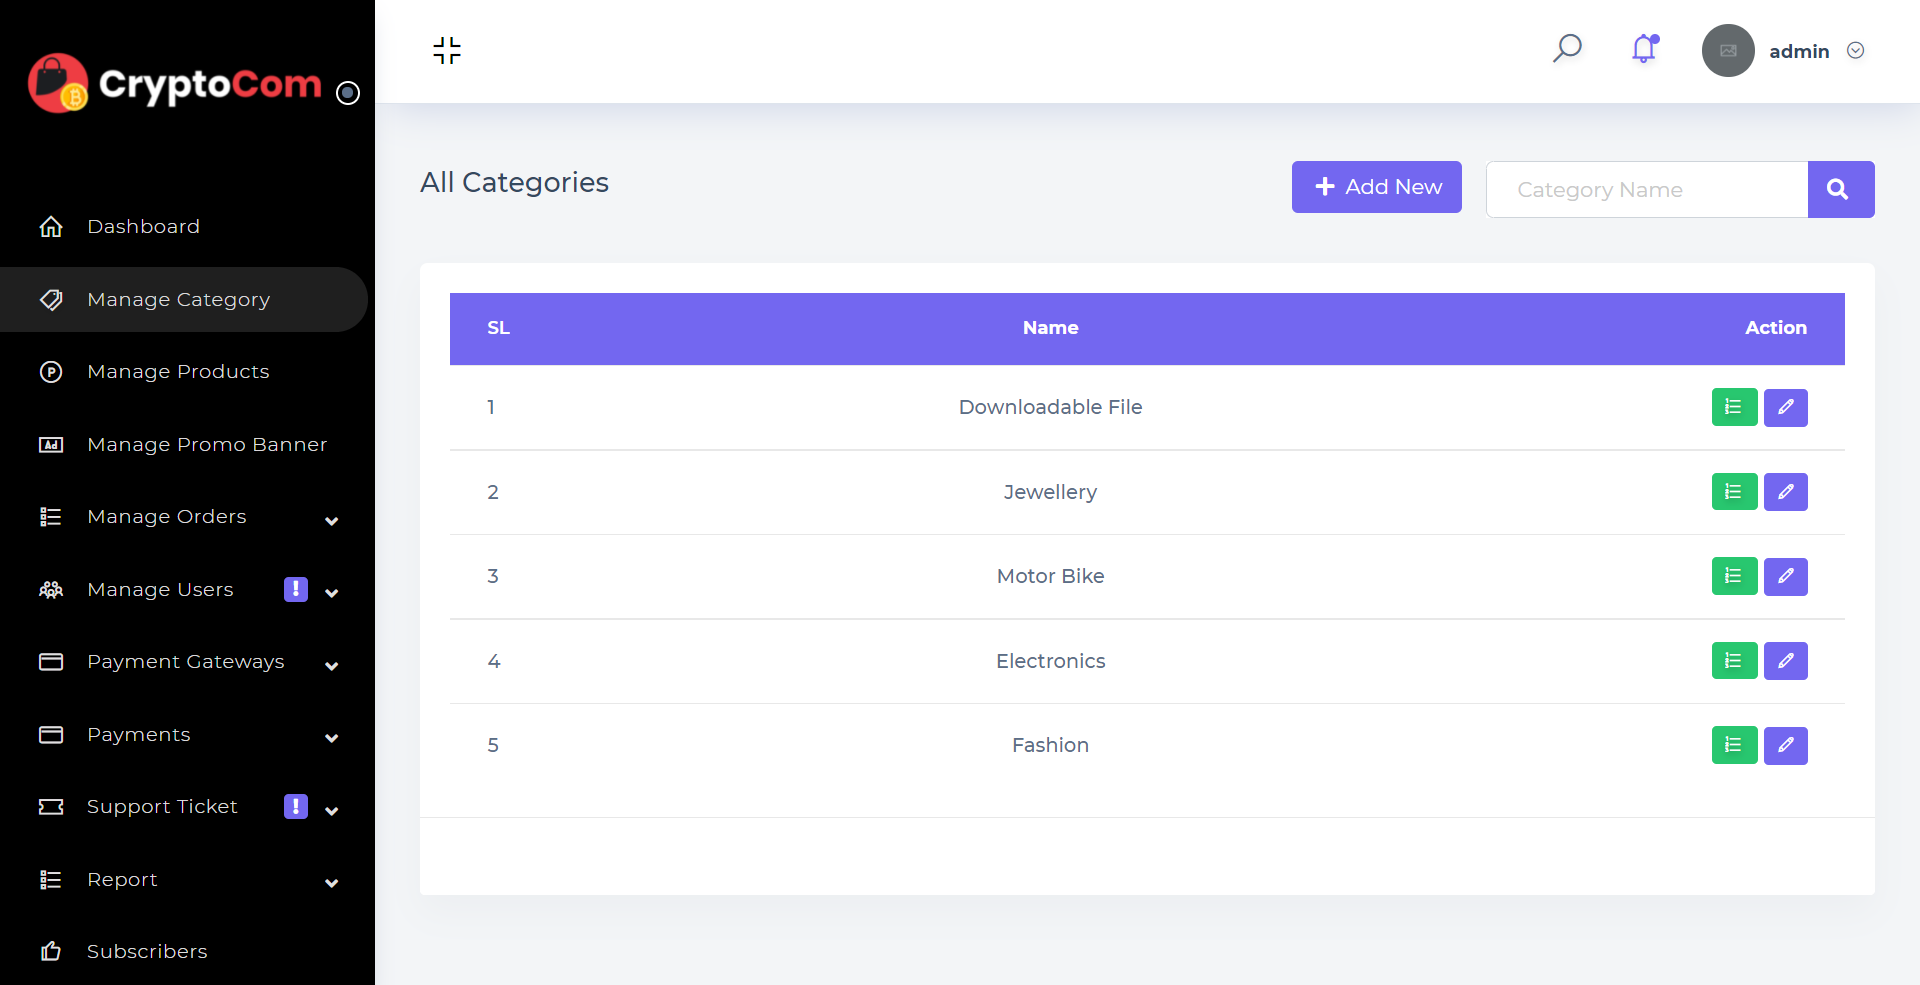 CryptoCom
admin
Dashboard
Manage Category
Manage Products
Manage Promo Banner
Manage Orders
Manage Users !
Payment Gateways
Payments
Support Ticket !
Report
Subscribers
All Categories
Add New
Category Name
SL Name Action
1 Downloadable File
2 Jewellery
3 Motor Bike
4 Electronics
5 Fashion